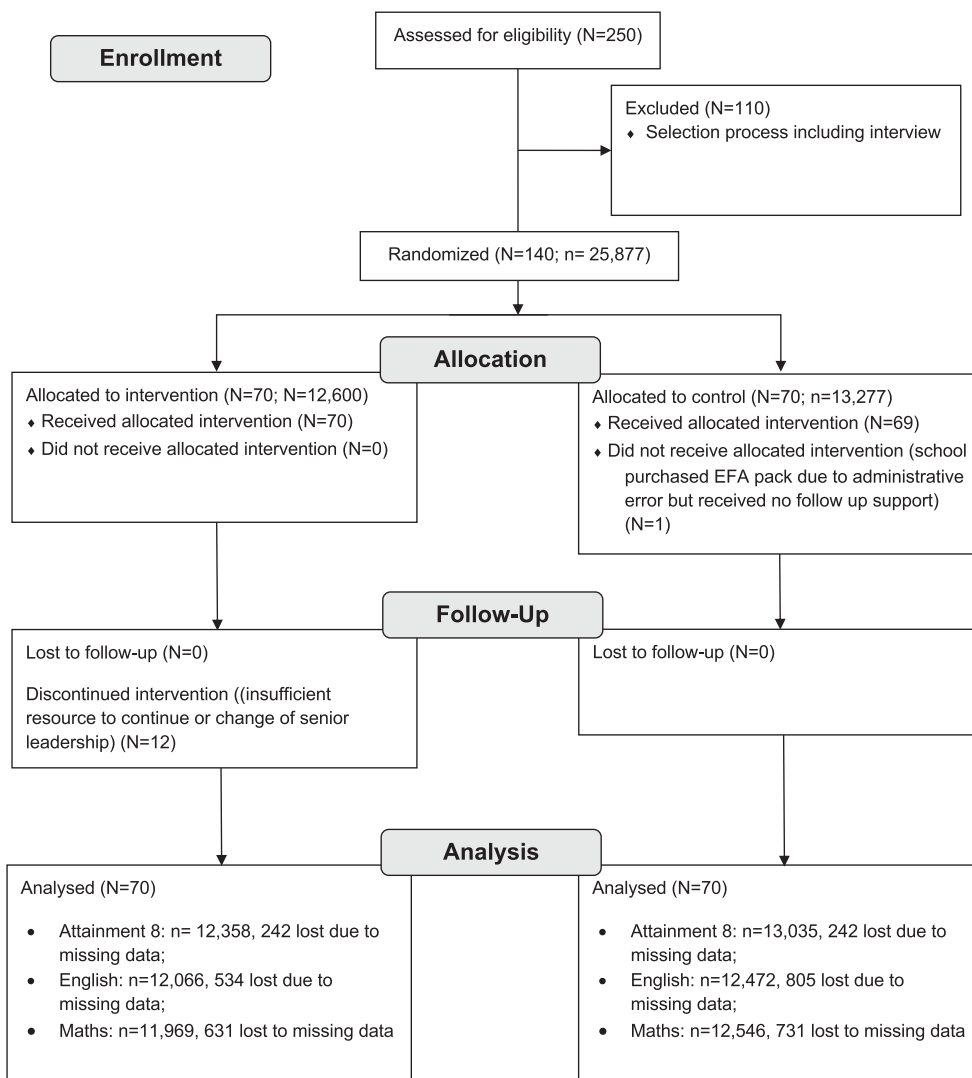 Enrollment
Assessed for eligibility (N=250)
Excluded (N=110)
♦ Selection process including interview
Randomized (N=140; n= 25,877)
Allocation
Allocated to intervention (N=70; N=12,600)
♦ Received allocated intervention (N=70)
♦ Did not receive allocated intervention (N=0)
Allocated to control (N=70; n=13,277)
♦ Received allocated intervention (N=69)
♦ Did not receive allocated intervention (school
purchased EFA pack due to administrative
error but received no follow up support)
(N=1)
Follow-Up
Lost to follow-up (N=0)
Discontinued intervention ((insufficient
resource to continue or change of senior
leadership) (N=12)
Lost to follow-up (N=0)
Analysis
Analysed (N=70)
• Attainment 8: n= 12,358, 242 lost due to
missing data;
• English: n=12,066, 534 lost due to
missing data;
• Maths: n=11,969, 631 lost to missing data
Analysed (N=70)
• Attainment 8: n=13,035, 242 lost due to
missing data;
• English: n=12,472, 805 lost due to
missing data;
• Maths: n=12,546, 731 lost to missing data